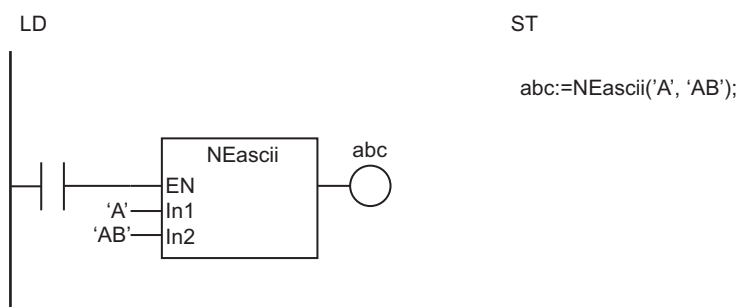 LD
ST
abc:=NEascii('A', ‘AB’);
NEascii
abc
EN
‘A’
In1
‘AB’
In2